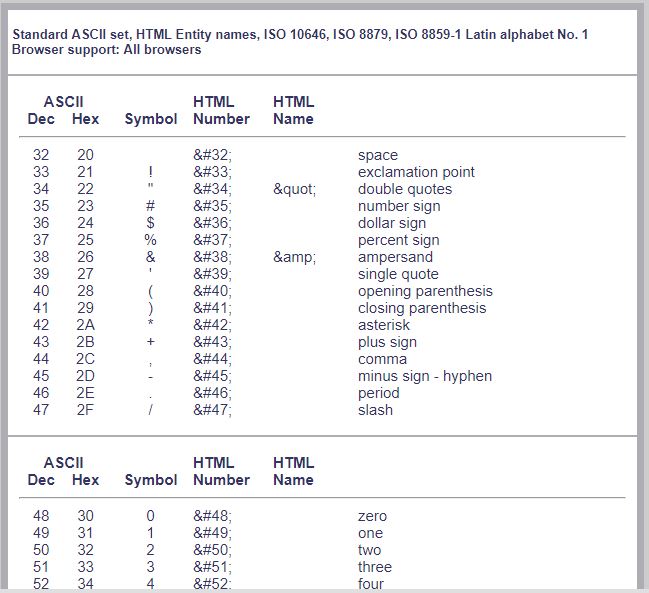 Standard ASCII set, HTML Entity names, ISO 10646, ISO 8879, ISO 8859-1 Latin alphabet No. 1
Browser support: All browsers
ASCII HTML HTML
Dec Hex Symbol Number Name
32 20 &#32; space
33 21 ! &#33; exclamation point
34 22 " &#34; &quot; double quotes
35 23 # &#35; number sign
36 24 $ &#36; dollar sign
37 25 % &#37; percent sign
38 26 & &#38; &amp; ampersand
39 27 ' &#39; single quote
40 28 ( &#40; opening parenthesis
41 29 ) &#41; closing parenthesis
42 2A * &#42; asterisk
43 2B + &#43; plus sign
44 2C , &#44; comma
45 2D - &#45; minus sign - hyphen
46 2E . &#46; period
47 2F / &#47; slash
ASCII HTML HTML
Dec Hex Symbol Number Name
48 30 0 &#48; zero
49 31 1 &#49; one
50 32 2 &#50; two
51 33 3 &#51; three
52 34 4 &#52; four